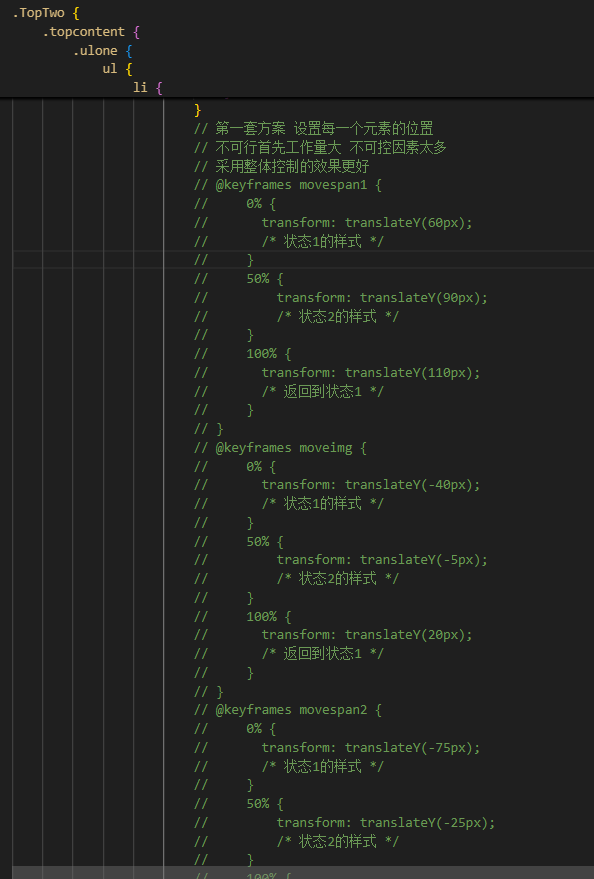 .TopTwo {
.topcontent {
.ulone {
ul {
li {
}
// 第一套方案 设置每一个元素的位置
// 不可行首先工作量大 不可控因素太多
// 采用整体控制的效果更好
// @keyframes movespan1 {
//     0% {
//       transform: translateY(60px);
//       /* 状态1的样式 */
//     }
//     50% {
//         transform: translateY(90px);
//         /* 状态2的样式 */
//     }
//     100% {
//       transform: translateY(110px);
//       /* 返回到状态1 */
//     }
// }
// @keyframes moveimg {
//     0% {
//       transform: translateY(-40px);
//       /* 状态1的样式 */
//     }
//     50% {
//         transform: translateY(-5px);
//         /* 状态2的样式 */
//     }
//     100% {
//       transform: translateY(20px);
//       /* 返回到状态1 */
//     }
// }
// @keyframes movespan2 {
//     0% {
//       transform: translateY(-75px);
//       /* 状态1的样式 */
//     }
//     50% {
//         transform: translateY(-25px);
//         /* 状态2的样式 */
//     }
//     100% {